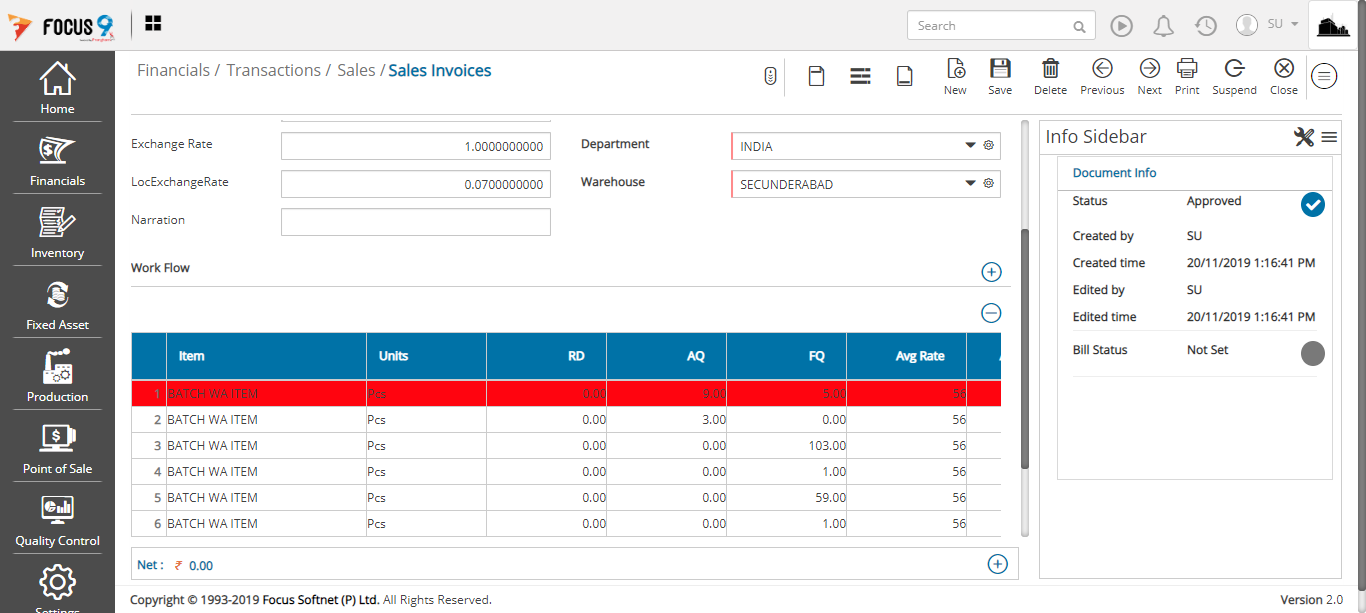 FOCUS 9
Search
SU
Home
Financials
Inventory
Fixed Asset
Production
Point of Sale
Quality Control
Settings
Financials / Transactions / Sales / Sales Invoices
New Save Delete Previous Next Print Suspend Close
Exchange Rate 1.0000000000 Department INDIA
LocExchangeRate 0.0700000000 Warehouse SECUNDERABAD
Narration
Work Flow
Item Units RD AQ FQ Avg Rate
1 BATCH WA ITEM Pcs 0.00 9.00 -5.00 56
2 BATCH WA ITEM Pcs 0.00 3.00 0.00 56
3 BATCH WA ITEM Pcs 0.00 0.00 103.00 56
4 BATCH WA ITEM Pcs 0.00 0.00 1.00 56
5 BATCH WA ITEM Pcs 0.00 0.00 59.00 56
6 BATCH WA ITEM Pcs 0.00 0.00 1.00 56
Net : ₹ 0.00
Info Sidebar
Document Info
Status Approved
Created by SU
Created time 20/11/2019 1:16:41 PM
Edited by SU
Edited time 20/11/2019 1:16:41 PM
Bill Status Not Set
Copyright © 1993-2019 Focus Softnet (P) Ltd. All Rights Reserved.
Version 2.0